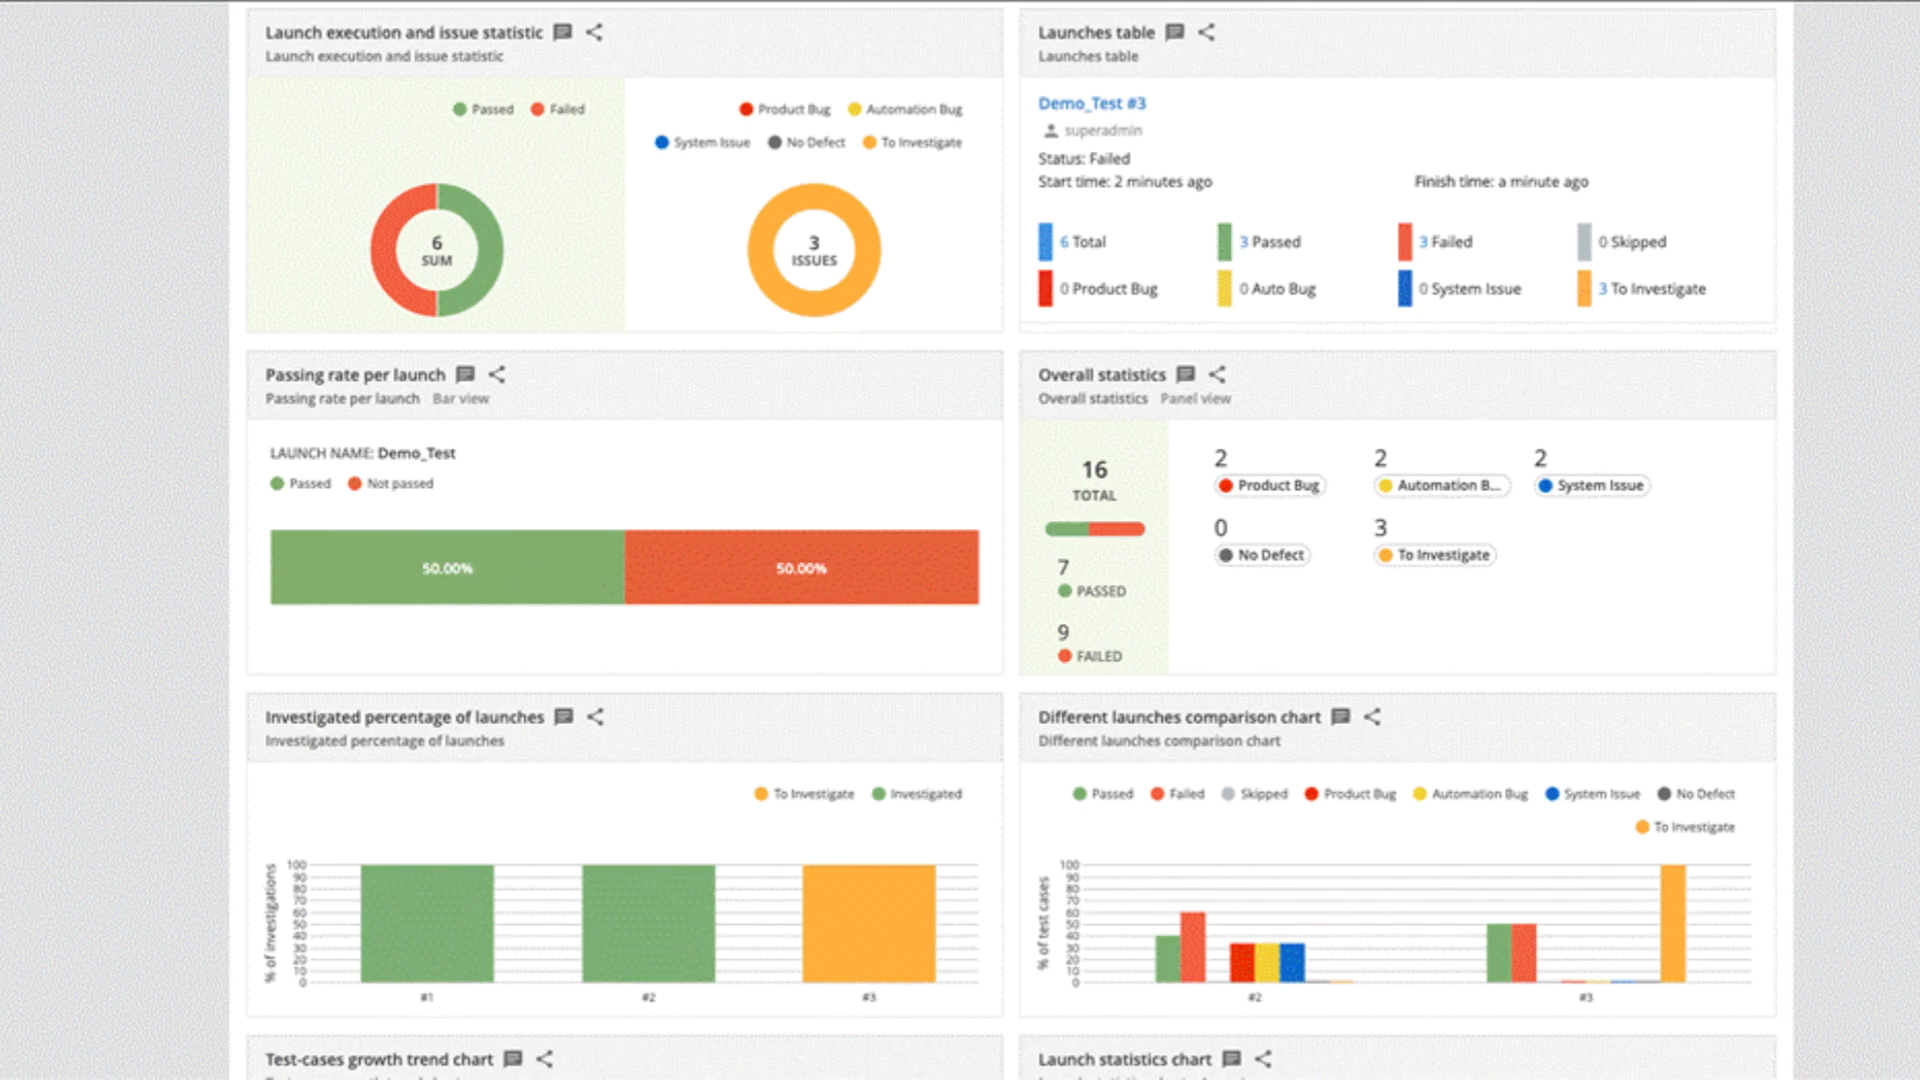 Launch execution and issue statistic
Launch execution and issue statistic
Passed Failed
Product Bug Automation Bug
System Issue No Defect To Investigate
6
SUM
3
ISSUES
Launches table
Launches table
Demo_Test #3
superadmin
Status: Failed
Start time: 2 minutes ago Finish time: a minute ago
6 Total 3 Passed 3 Failed 0 Skipped
0 Product Bug 0 Auto Bug 0 System Issue 3 To Investigate
Passing rate per launch
Passing rate per launch Bar view
LAUNCH NAME: Demo_Test
Passed Not passed
50.00% 50.00%
Overall statistics
Overall statistics Panel view
16
TOTAL
7
PASSED
9
FAILED
2 2 2
Product Bug Automation B... System Issue
0 3
No Defect To Investigate
Investigated percentage of launches
Investigated percentage of launches
To Investigate Investigated
% of investigations
100
90
80
70
60
50
40
30
20
10
0
#1 #2 #3
Different launches comparison chart
Different launches comparison chart
Passed Failed Skipped Product Bug Automation Bug System Issue No Defect
To Investigate
% of test cases
100
90
80
70
60
50
40
30
20
10
0
#2 #3
Test-cases growth trend chart
Launch statistics chart